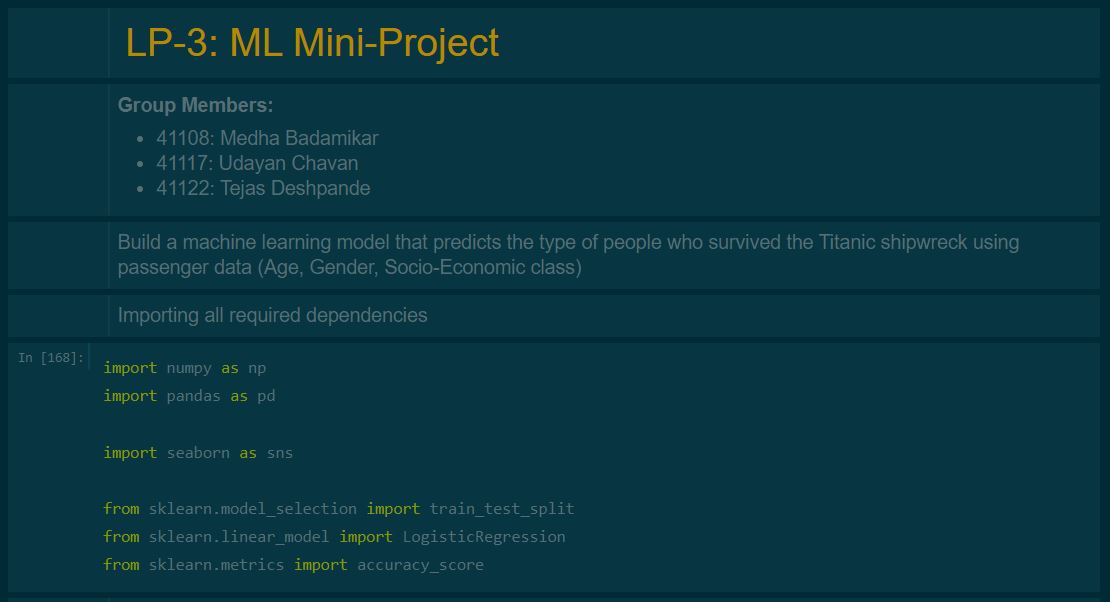 LP-3: ML Mini-Project
Group Members:
• 41108: Medha Badamikar
• 41117: Udayan Chavan
• 41122: Tejas Deshpande
Build a machine learning model that predicts the type of people who survived the Titanic shipwreck using
passenger data (Age, Gender, Socio-Economic class)
Importing all required dependencies
In [168]:
import numpy as np
import pandas as pd
import seaborn as sns
from sklearn.model_selection import train_test_split
from sklearn.linear_model import LogisticRegression
from sklearn.metrics import accuracy_score